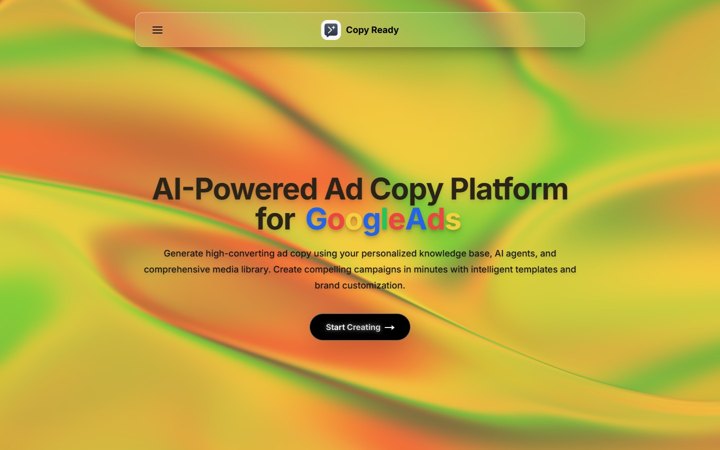 Copy Ready
AI-Powered Ad Copy Platform
for GoogleAds
Generate high-converting ad copy using your personalized knowledge base, AI agents, and
comprehensive media library. Create compelling campaigns in minutes with intelligent templates and
brand customization.
Start Creating →